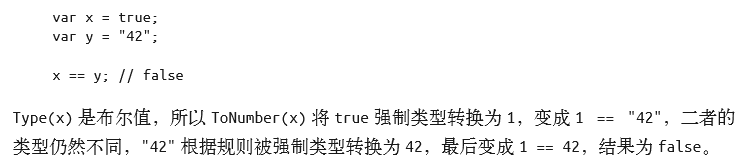 var x = true;
var y = "42";
x == y; // false
Type(x) 是布尔值，所以 ToNumber(x) 将 true 强制类型转换为 1，变成 1 == "42"，二者的
类型仍然不同，"42" 根据规则被强制类型转换为 42，最后变成 1 == 42，结果为 false。